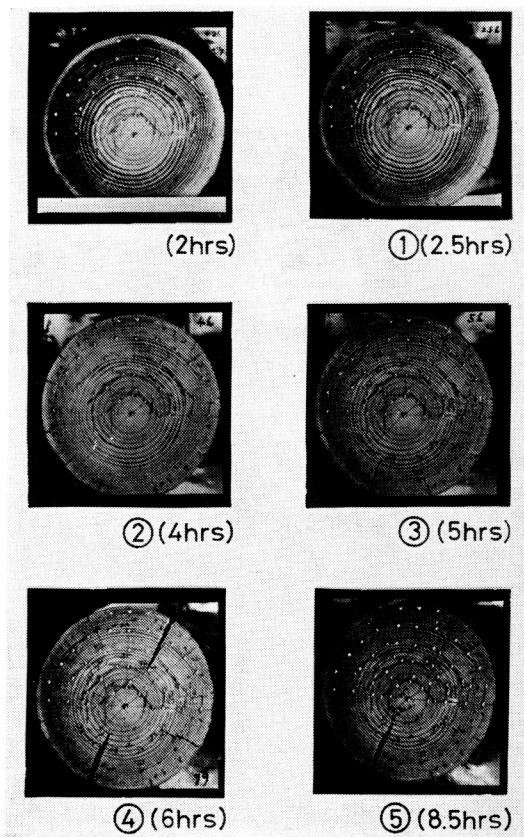 (2hrs)
① (2.5hrs)
② (4hrs)
③ (5hrs)
④ (6hrs)
⑤ (8.5hrs)